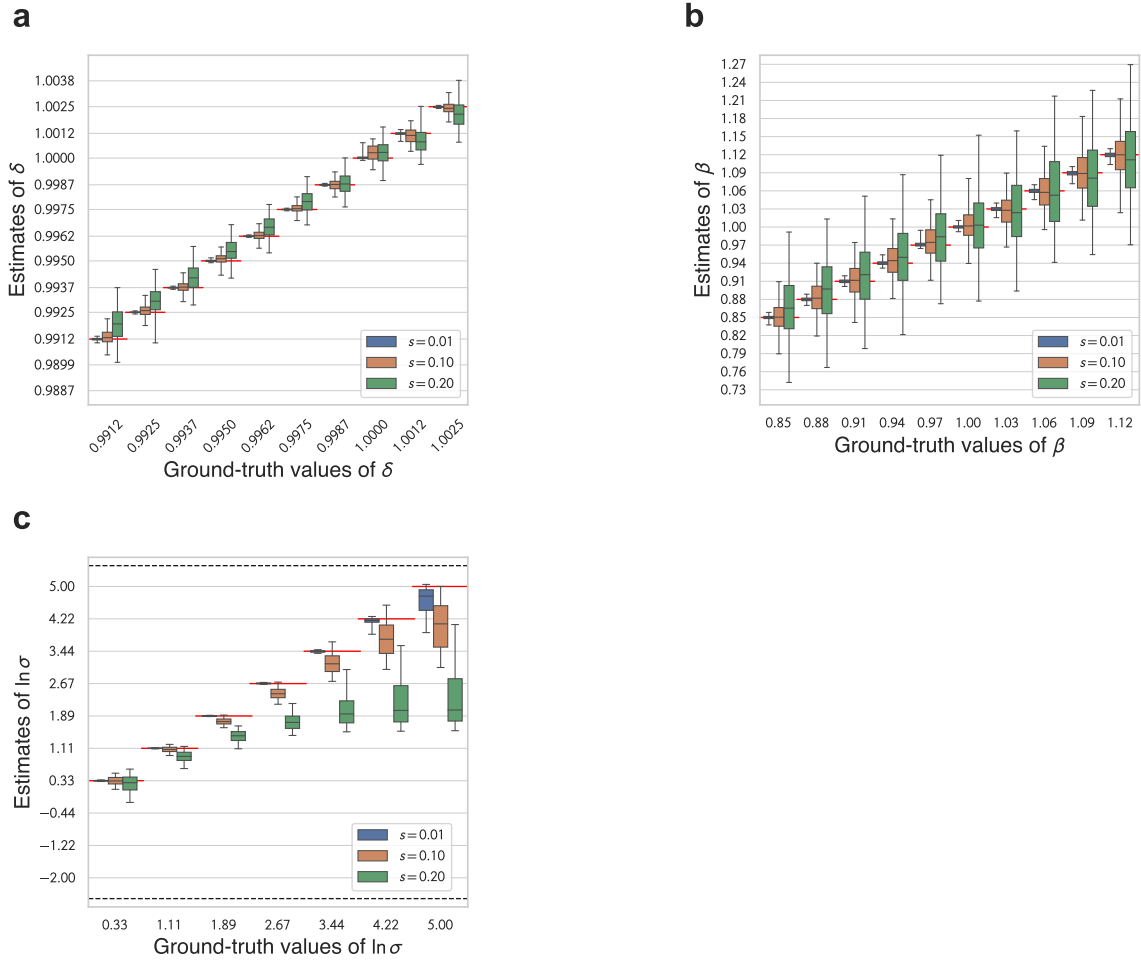 a
Estimates of δ
1.0038
1.0025
1.0012
1.0000
0.9987
0.9975
0.9962
0.9950
0.9937
0.9925
0.9912
0.9899
0.9887
s = 0.01
s = 0.10
s = 0.20
0.9912 0.9925 0.9937 0.9950 0.9962 0.9975 0.9987 1.0000 1.0012 1.0025
Ground-truth values of δ
b
Estimates of β
1.27
1.24
1.21
1.18
1.15
1.12
1.09
1.06
1.03
1.00
0.97
0.94
0.91
0.88
0.85
0.82
0.79
0.76
0.73
s = 0.01
s = 0.10
s = 0.20
0.85 0.88 0.91 0.94 0.97 1.00 1.03 1.06 1.09 1.12
Ground-truth values of β
c
Estimates of ln σ
5.00
4.22
3.44
2.67
1.89
1.11
0.33
−0.44
−1.22
−2.00
s = 0.01
s = 0.10
s = 0.20
0.33 1.11 1.89 2.67 3.44 4.22 5.00
Ground-truth values of ln σ